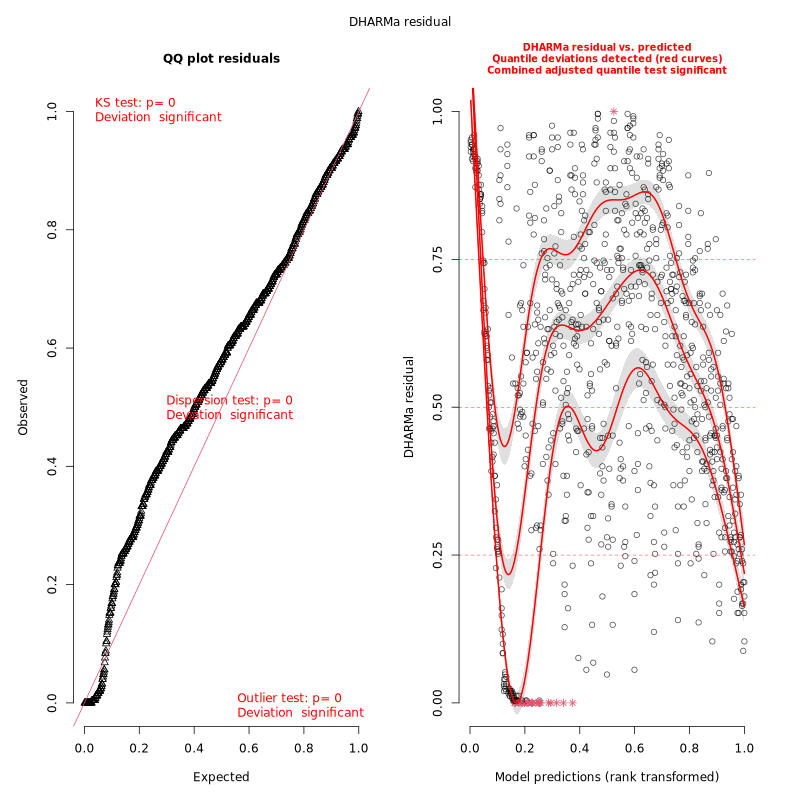 DHARMa residual
QQ plot residuals
KS test: p= 0
Deviation significant
Dispersion test: p= 0
Deviation significant
Outlier test: p= 0
Deviation significant
Observed
0.0
0.2
0.4
0.6
0.8
1.0
0.0
0.2
0.4
0.6
0.8
1.0
Expected
DHARMa residual vs. predicted
Quantile deviations detected (red curves)
Combined adjusted quantile test significant
DHARMa residual
0.00
0.25
0.50
0.75
1.00
0.0
0.2
0.4
0.6
0.8
1.0
Model predictions (rank transformed)